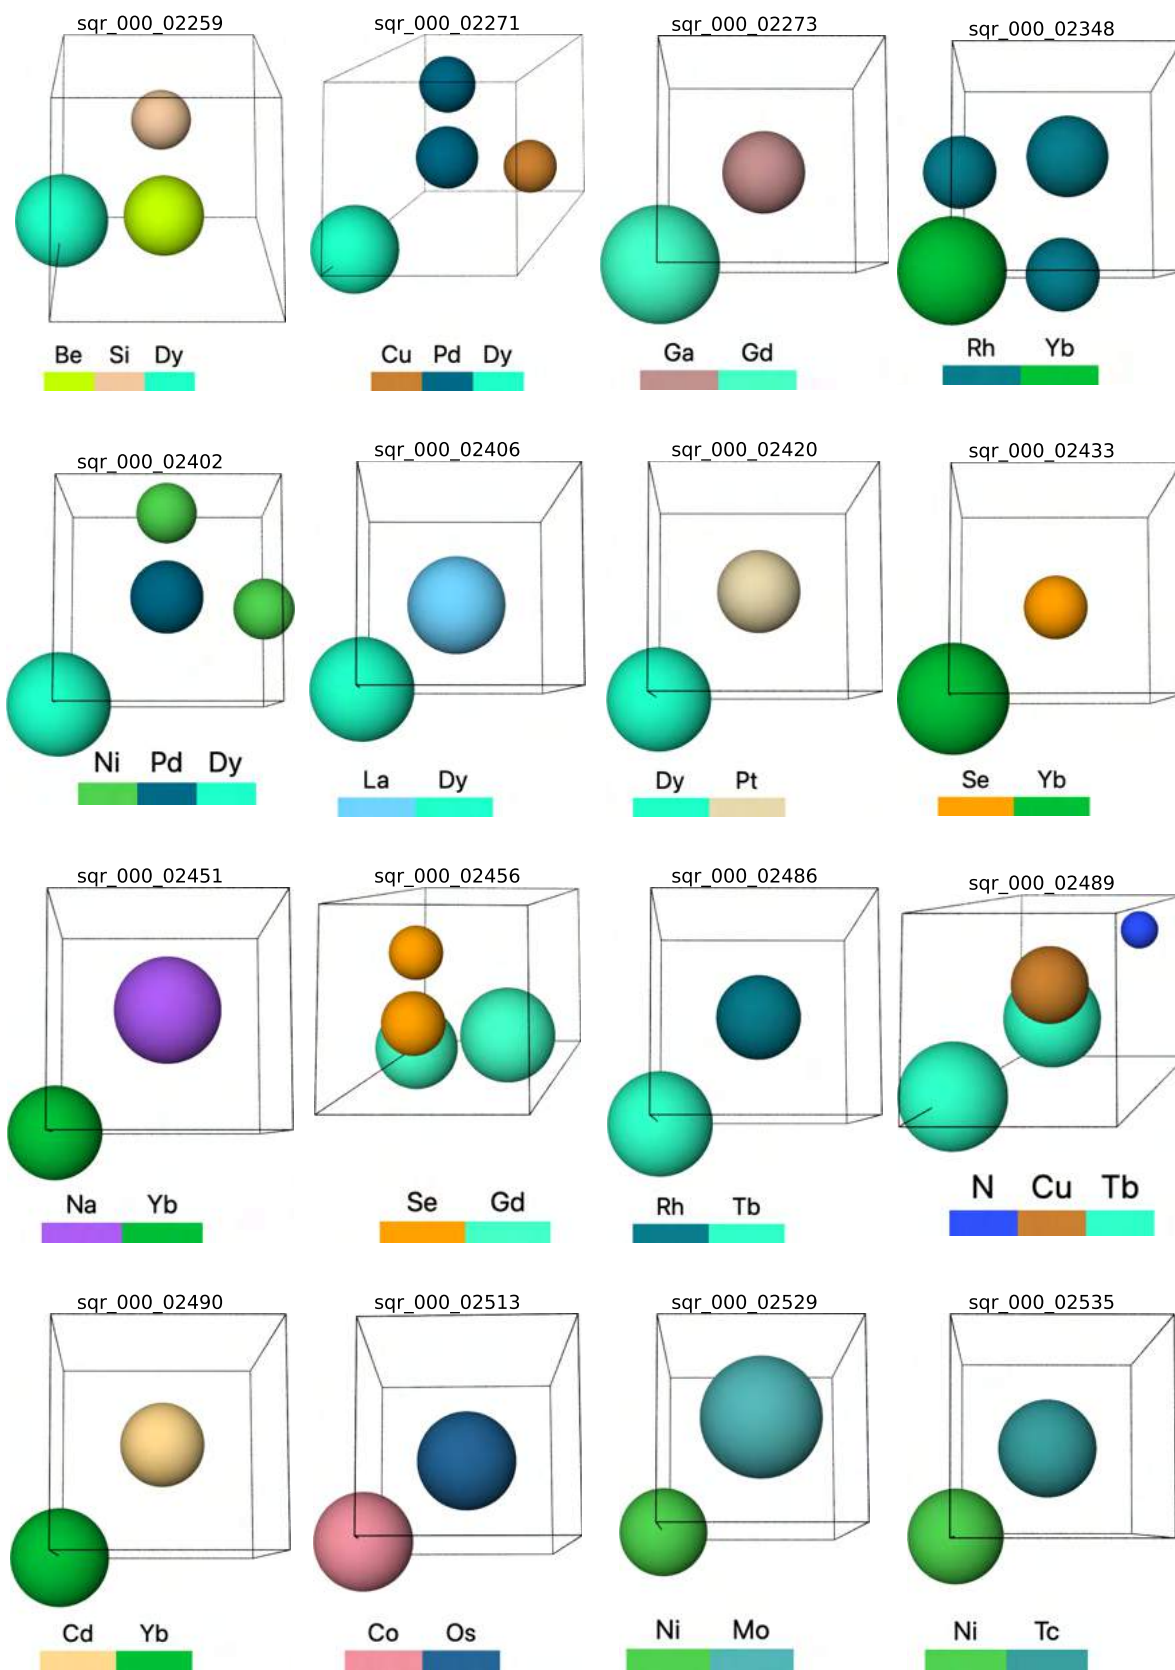 sqr_000_02259
sqr_000_02271
sqr_000_02273
sqr_000_02348
Be Si Dy
Cu Pd Dy
Ga Gd
Rh Yb
sqr_000_02402
sqr_000_02406
sqr_000_02420
sqr_000_02433
Ni Pd Dy
La Dy
Dy Pt
Se Yb
sqr_000_02451
sqr_000_02456
sqr_000_02486
sqr_000_02489
Na Yb
Se Gd
Rh Tb
N Cu Tb
sqr_000_02490
sqr_000_02513
sqr_000_02529
sqr_000_02535
Cd Yb
Co Os
Ni Mo
Ni Tc